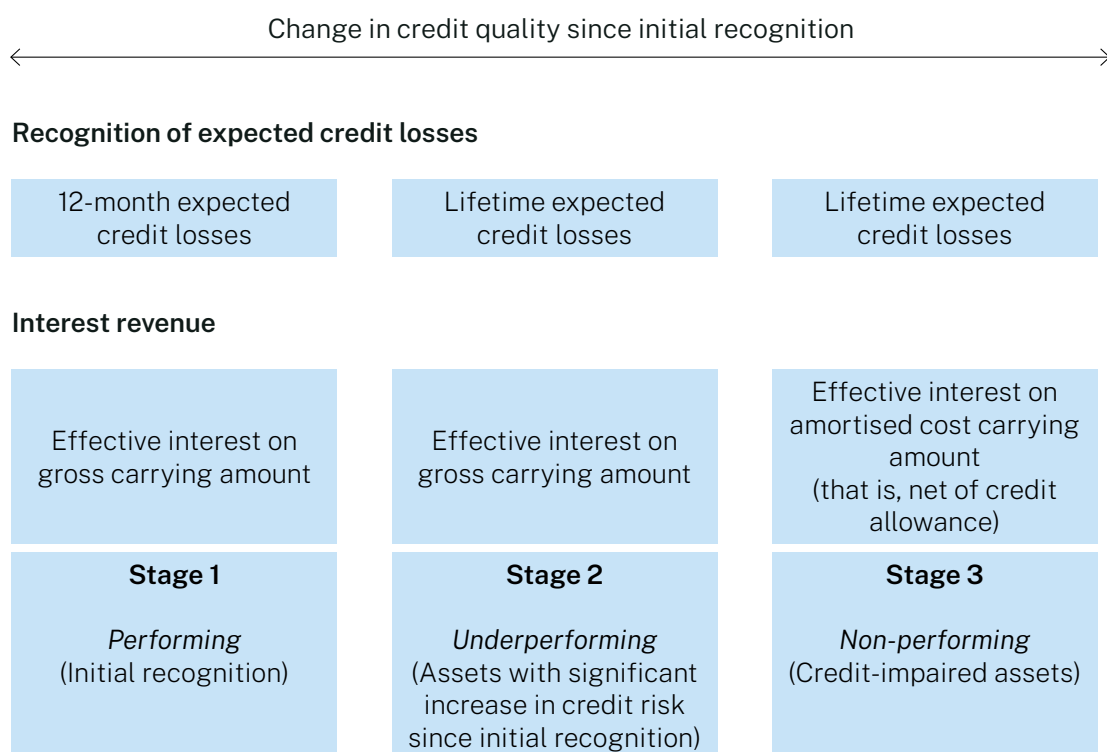 Change in credit quality since initial recognition
Recognition of expected credit losses
12-month expected
credit losses
Lifetime expected
credit losses
Lifetime expected
credit losses
Interest revenue
Effective interest on
gross carrying amount
Effective interest on
gross carrying amount
Effective interest on
amortised cost carrying
amount
(that is, net of credit
allowance)
Stage 1
Performing
(Initial recognition)
Stage 2
Underperforming
(Assets with significant
increase in credit risk
since initial recognition)
Stage 3
Non-performing
(Credit-impaired assets)